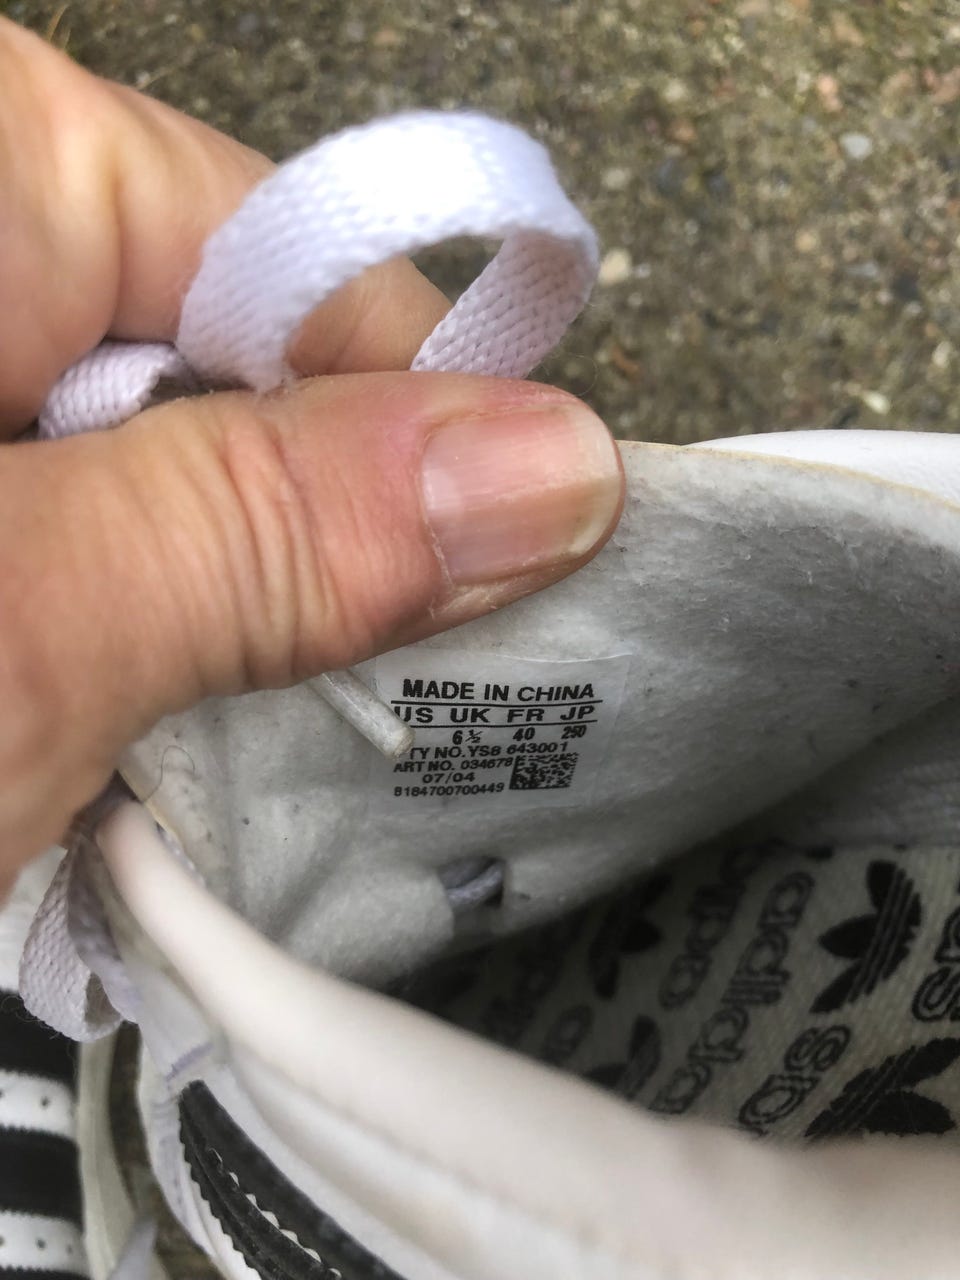 MADE IN CHINA
US UK FR JP
6½ 40 250
TY NO. YS8 643001
ART NO. 034678
07/04
8184700700449
adidas
adidas